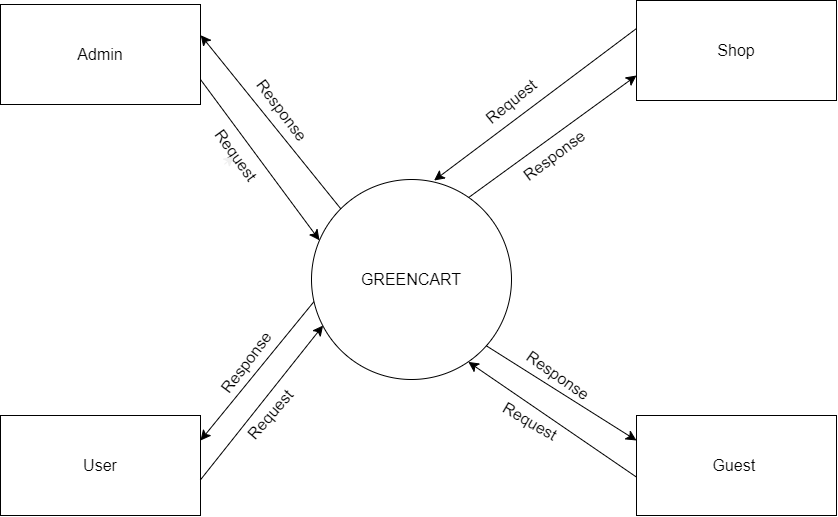 Admin
Shop
Response
Request
Request
Response
GREENCART
Response
Request
Response
Request
User
Guest